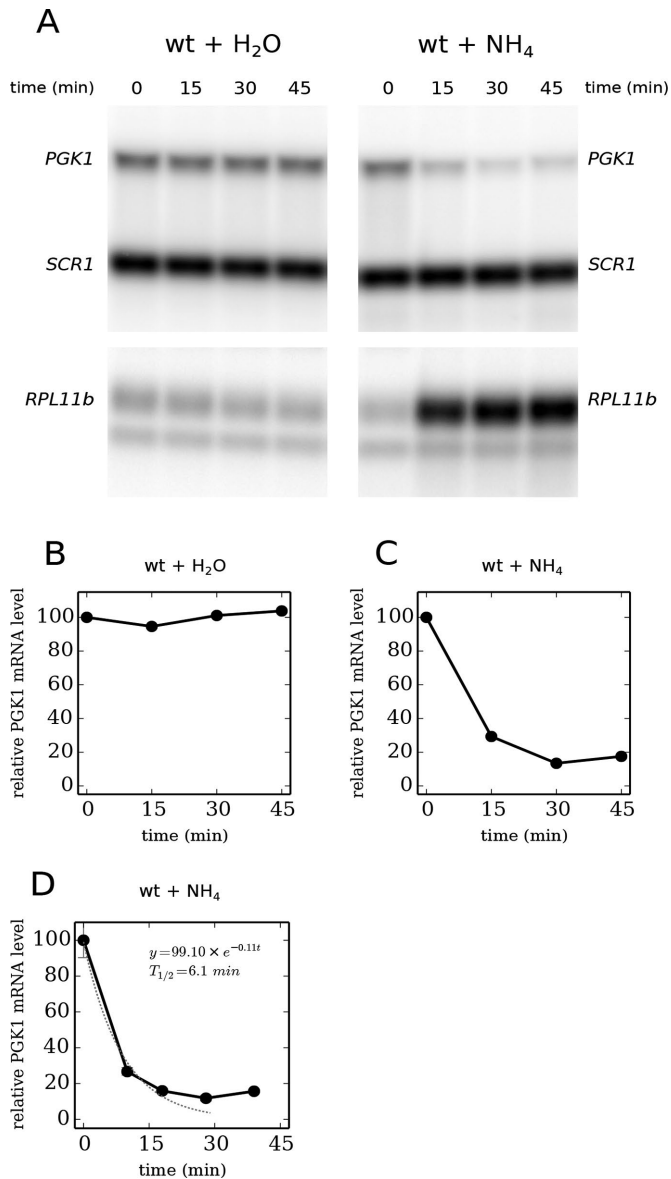 A
wt + H₂O
wt + NH₄
time (min) 0 15 30 45
0 15 30 45 time (min)
PGK1
PGK1
SCR1
SCR1
RPL11b
RPL11b
B
wt + H₂O
relative PGK1 mRNA level
100
80
60
40
20
0
0 15 30 45
time (min)
C
wt + NH₄
relative PGK1 mRNA level
100
80
60
40
20
0
0 15 30 45
time (min)
D
wt + NH₄
relative PGK1 mRNA level
100
80
60
40
20
0
y=99.10 × e^−0.11t
T1/2=6.1 min
0 15 30 45
time (min)